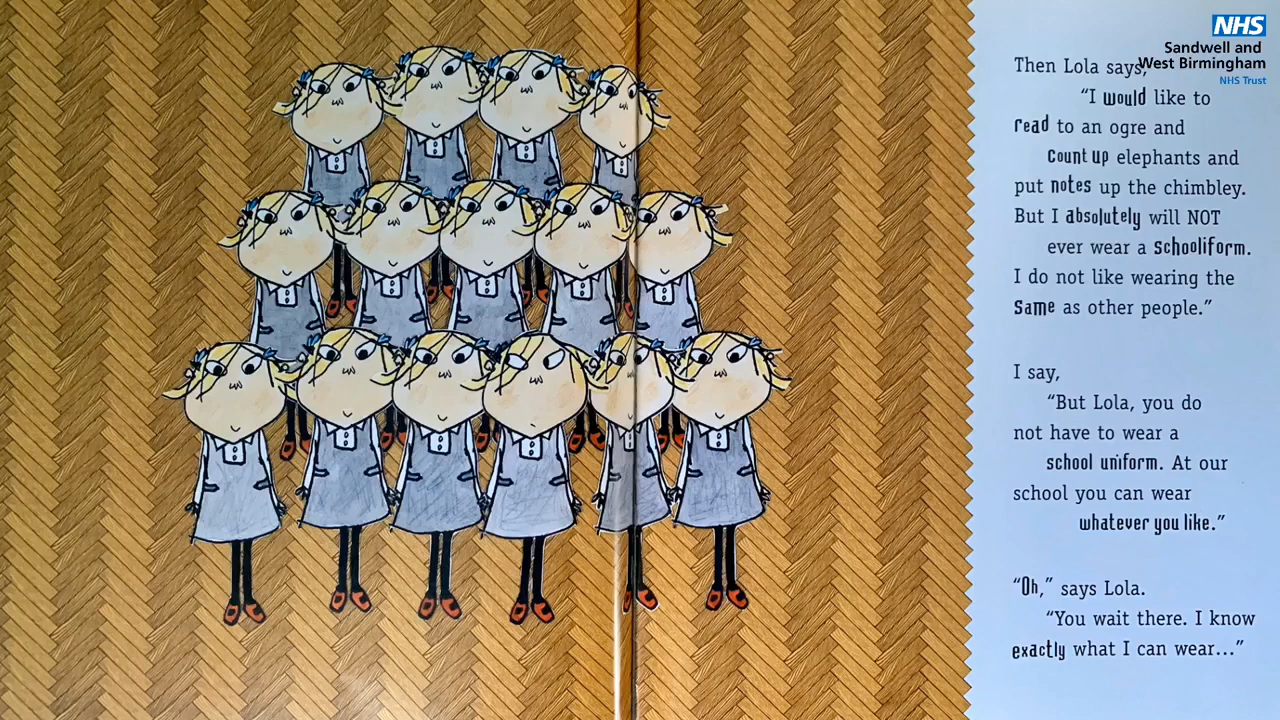 NHS
Sandwell and
West Birmingham
NHS Trust
Then Lola says,
"I would like to
read to an ogre and
count up elephants and
put notes up the chimbley.
But I absolutely will NOT
ever wear a schooliform.
I do not like wearing the
same as other people."
I say,
"But Lola, you do
not have to wear a
school uniform. At our
school you can wear
whatever you like."
"Oh," says Lola.
"You wait there. I know
exactly what I can wear..."